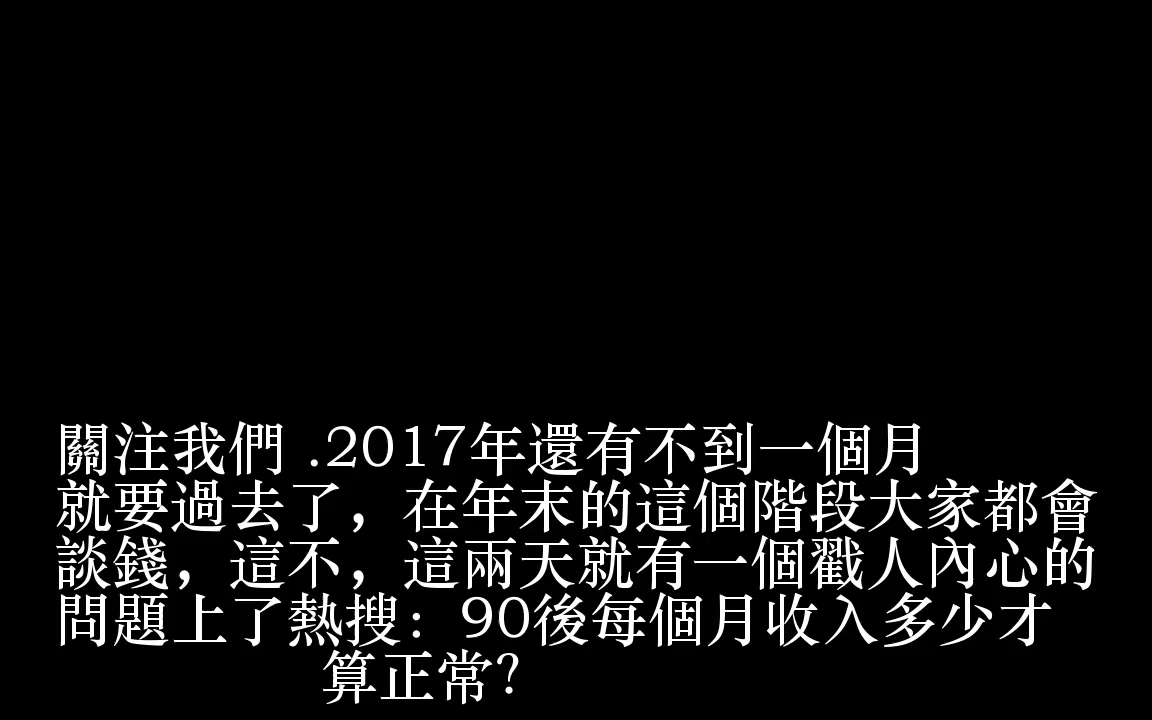 關注我們 .2017年還有不到一個月
就要過去了，在年末的這個階段大家都會
談錢，這不，這兩天就有一個戳人內心的
問題上了熱搜：90後每個月收入多少才
算正常？